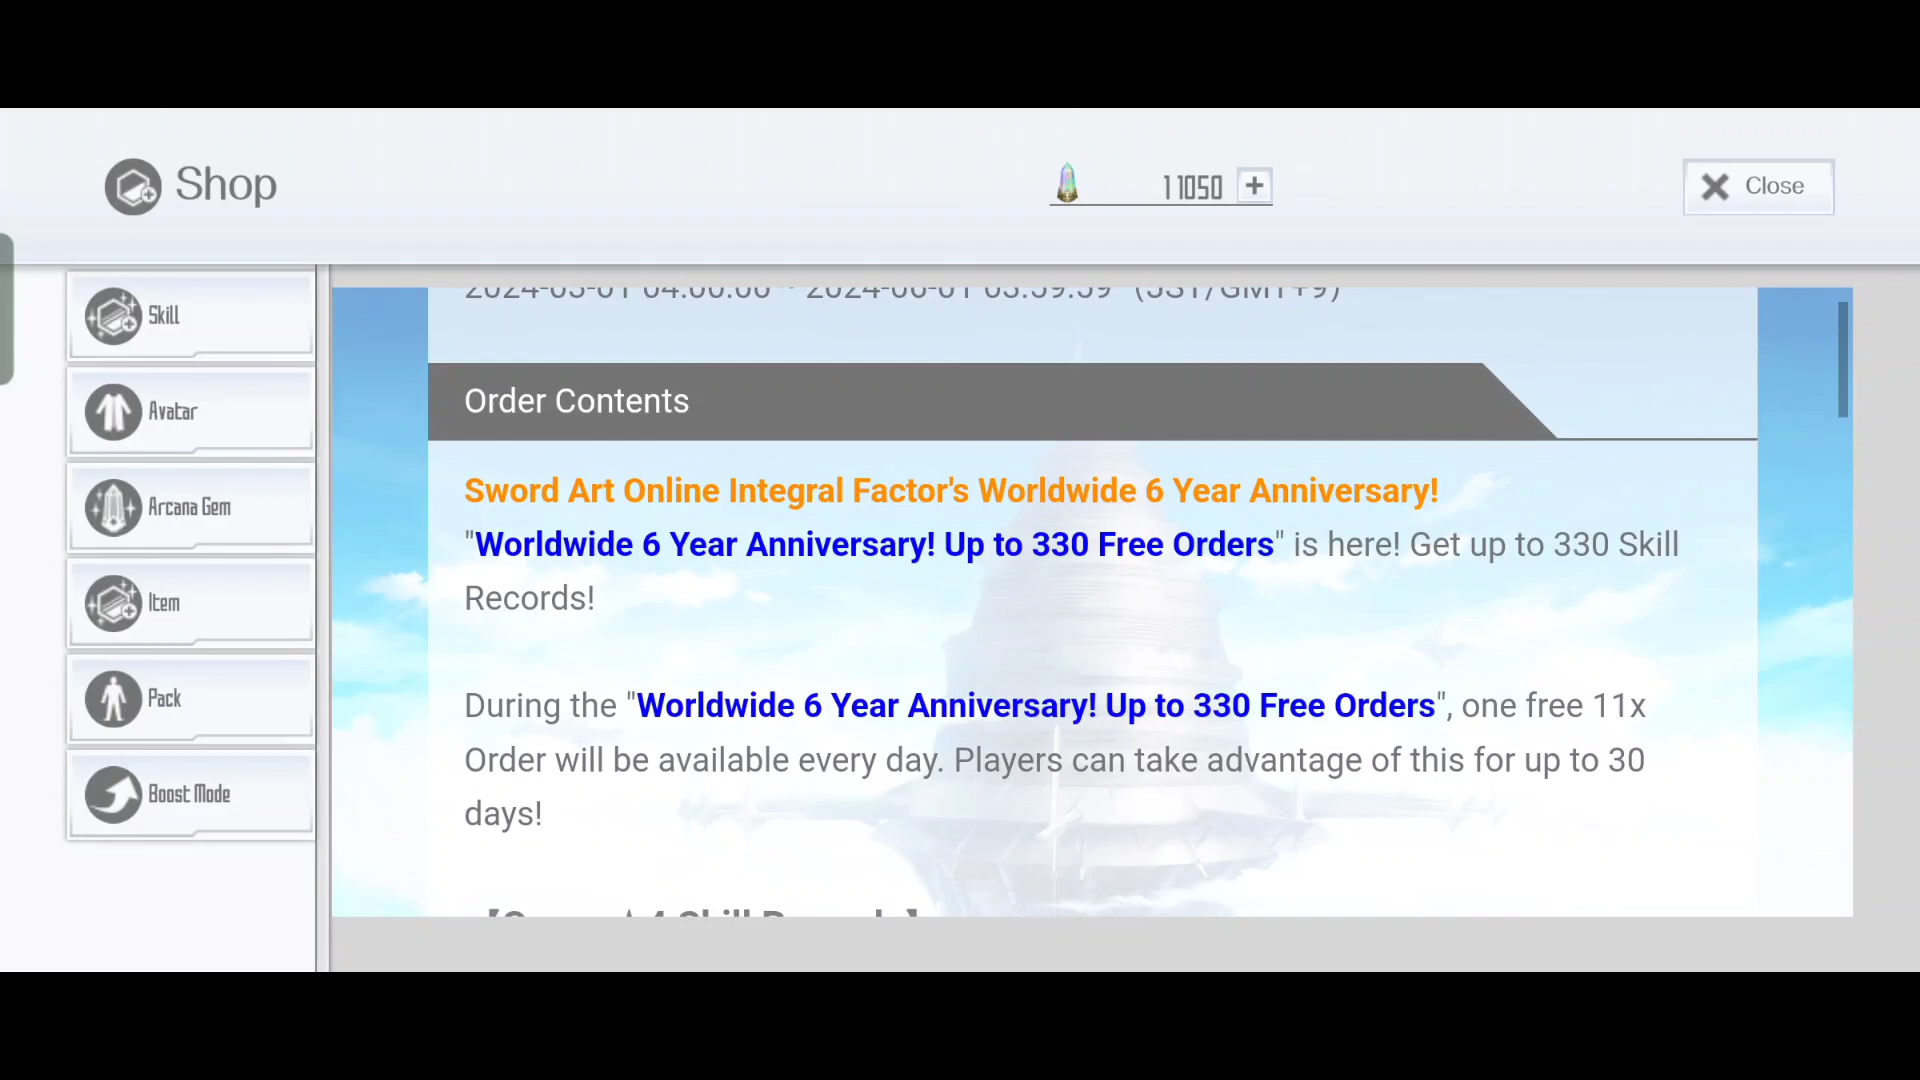 Shop
11050
Close
Skill
Avatar
Arcana Gem
Item
Pack
Boost Mode
Order Contents
Sword Art Online Integral Factor's Worldwide 6 Year Anniversary!
"Worldwide 6 Year Anniversary! Up to 330 Free Orders" is here! Get up to 330 Skill
Records!
During the "Worldwide 6 Year Anniversary! Up to 330 Free Orders", one free 11x
Order will be available every day. Players can take advantage of this for up to 30
days!